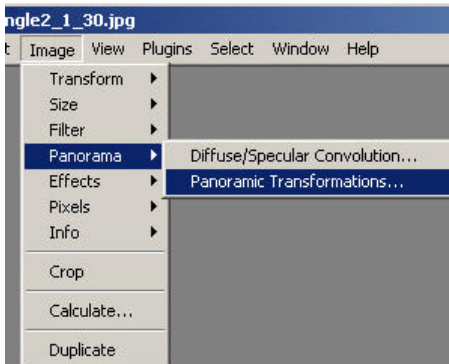 ngle2_1_30.jpg
t Image View Plugins Select Window Help
Transform
Size
Filter
Panorama
Diffuse/Specular Convolution...
Panoramic Transformations...
Effects
Pixels
Info
Crop
Calculate...
Duplicate